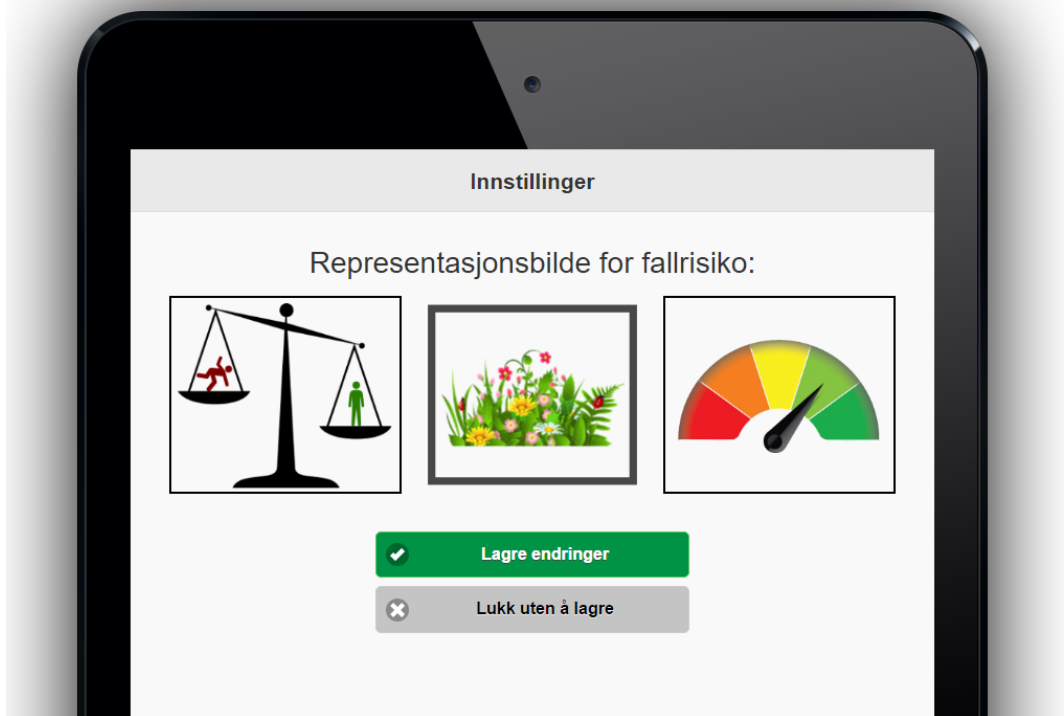 Innstillinger
Representasjonsbilde for fallrisiko:
Lagre endringer
Lukk uten å lagre